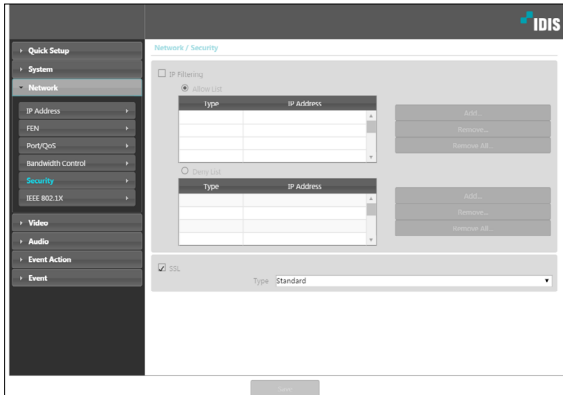 IDIS
Quick Setup
System
Network
IP Address
FEN
Port/QoS
Bandwidth Control
Security
IEEE 802.1X
Video
Audio
Event Action
Event
Network / Security
IP Filtering
Allow List
Type IP Address
Add...
Remove...
Remove All...
Deny List
Type IP Address
Add...
Remove...
Remove All...
SSL
Type Standard
Save